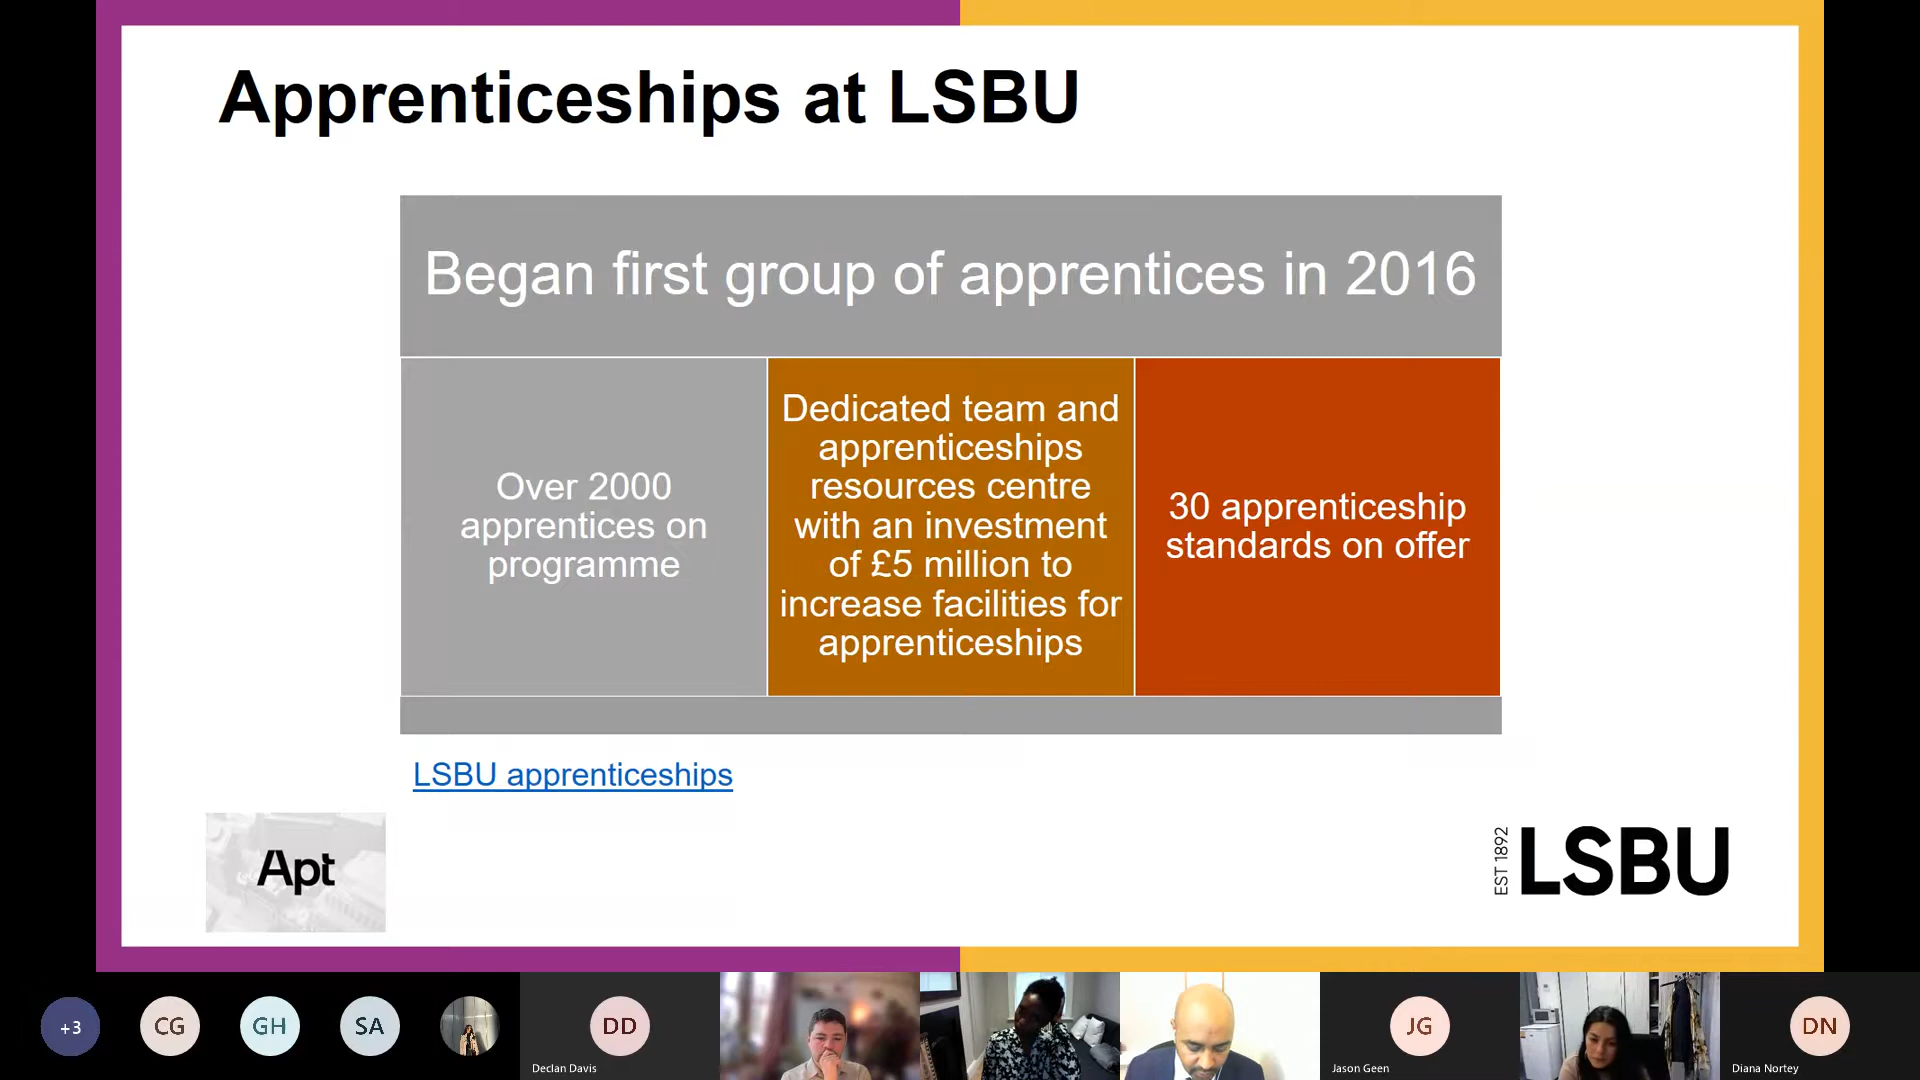 Apprenticeships at LSBU
Began first group of apprentices in 2016
Over 2000
apprentices on
programme
Dedicated team and
apprenticeships
resources centre
with an investment
of £5 million to
increase facilities for
apprenticeships
30 apprenticeship
standards on offer
LSBU apprenticeships
Apt
EST 1892
LSBU
+3
CG
GH
SA
DD
Declan Davis
JG
Jason Geen
DN
Diana Nortey